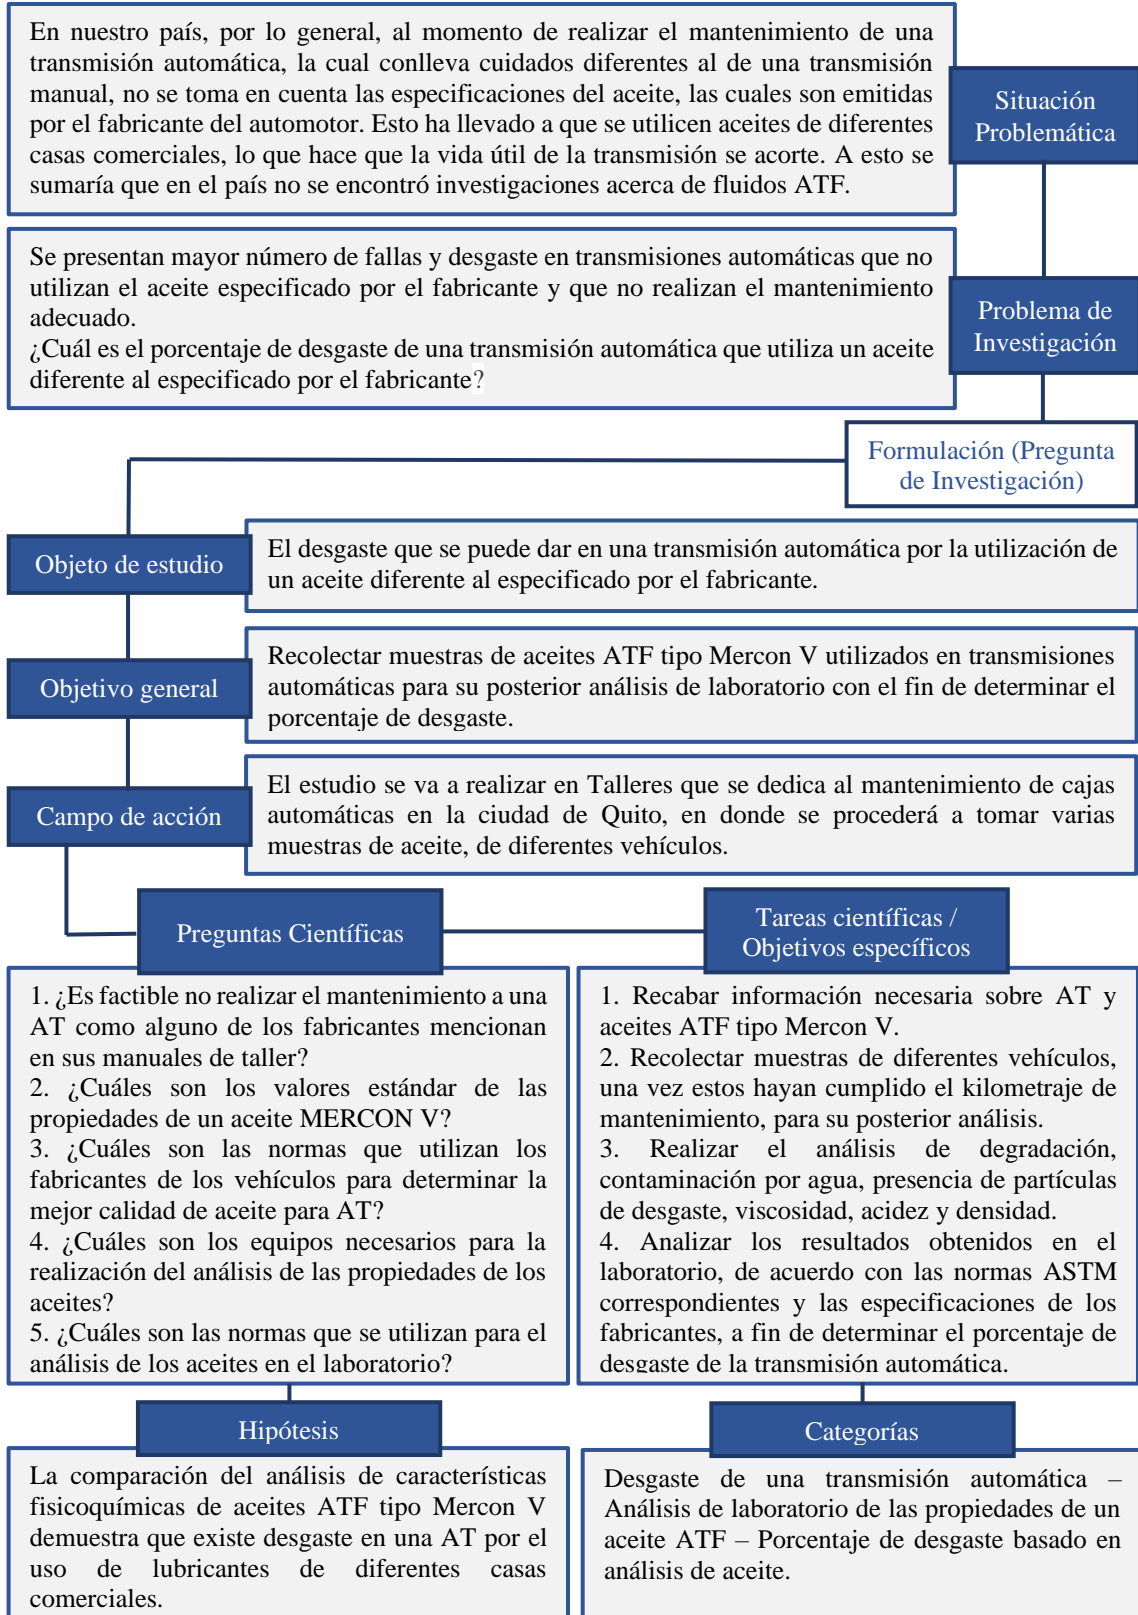 En nuestro país, por lo general, al momento de realizar el mantenimiento de una
transmisión automática, la cual conlleva cuidados diferentes al de una transmisión
manual, no se toma en cuenta las especificaciones del aceite, las cuales son emitidas
por el fabricante del automotor. Esto ha llevado a que se utilicen aceites de diferentes
casas comerciales, lo que hace que la vida útil de la transmisión se acorte. A esto se
sumaría que en el país no se encontró investigaciones acerca de fluidos ATF.
Situación
Problemática
Se presentan mayor número de fallas y desgaste en transmisiones automáticas que no
utilizan el aceite especificado por el fabricante y que no realizan el mantenimiento
adecuado.
¿Cuál es el porcentaje de desgaste de una transmisión automática que utiliza un aceite
diferente al especificado por el fabricante?
Problema de
Investigación
Formulación (Pregunta
de Investigación)
Objeto de estudio
El desgaste que se puede dar en una transmisión automática por la utilización de
un aceite diferente al especificado por el fabricante.
Objetivo general
Recolectar muestras de aceites ATF tipo Mercon V utilizados en transmisiones
automáticas para su posterior análisis de laboratorio con el fin de determinar el
porcentaje de desgaste.
Campo de acción
El estudio se va a realizar en Talleres que se dedica al mantenimiento de cajas
automáticas en la ciudad de Quito, en donde se procederá a tomar varias
muestras de aceite, de diferentes vehículos.
Preguntas Científicas
Tareas científicas /
Objetivos específicos
1. ¿Es factible no realizar el mantenimiento a una
AT como alguno de los fabricantes mencionan
en sus manuales de taller?
2. ¿Cuáles son los valores estándar de las
propiedades de un aceite MERCON V?
3. ¿Cuáles son las normas que utilizan los
fabricantes de los vehículos para determinar la
mejor calidad de aceite para AT?
4. ¿Cuáles son los equipos necesarios para la
realización del análisis de las propiedades de los
aceites?
5. ¿Cuáles son las normas que se utilizan para el
análisis de los aceites en el laboratorio?
1. Recabar información necesaria sobre AT y
aceites ATF tipo Mercon V.
2. Recolectar muestras de diferentes vehículos,
una vez estos hayan cumplido el kilometraje de
mantenimiento, para su posterior análisis.
3. Realizar el análisis de degradación,
contaminación por agua, presencia de partículas
de desgaste, viscosidad, acidez y densidad.
4. Analizar los resultados obtenidos en el
laboratorio, de acuerdo con las normas ASTM
correspondientes y las especificaciones de los
fabricantes, a fin de determinar el porcentaje de
desgaste de la transmisión automática.
Hipótesis
Categorías
La comparación del análisis de características
fisicoquímicas de aceites ATF tipo Mercon V
demuestra que existe desgaste en una AT por el
uso de lubricantes de diferentes casas
comerciales.
Desgaste de una transmisión automática –
Análisis de laboratorio de las propiedades de un
aceite ATF – Porcentaje de desgaste basado en
análisis de aceite.